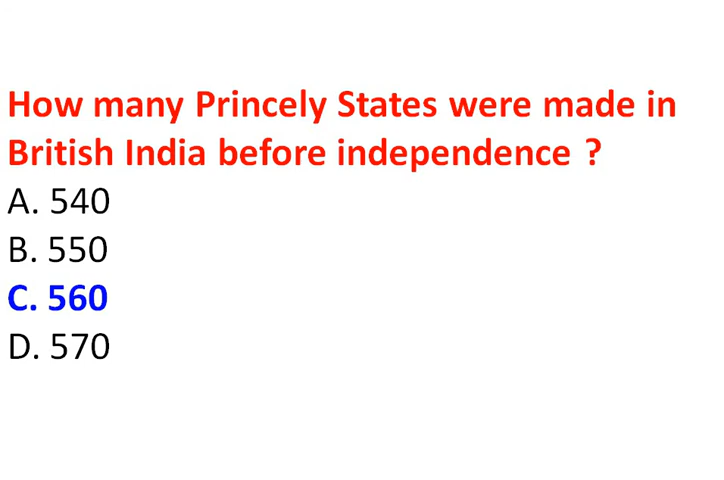 How many Princely States were made in
British India before independence ?
A. 540
B. 550
C. 560
D. 570